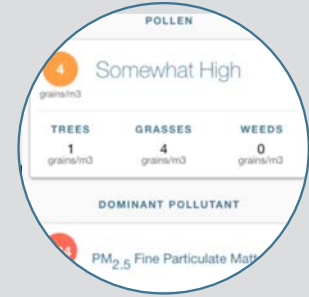 POLLEN
4 Somewhat High
grains/m3
TREES GRASSES WEEDS
1 4 0
grains/m3 grains/m3 grains/m3
DOMINANT POLLUTANT
PM2.5 Fine Particulate